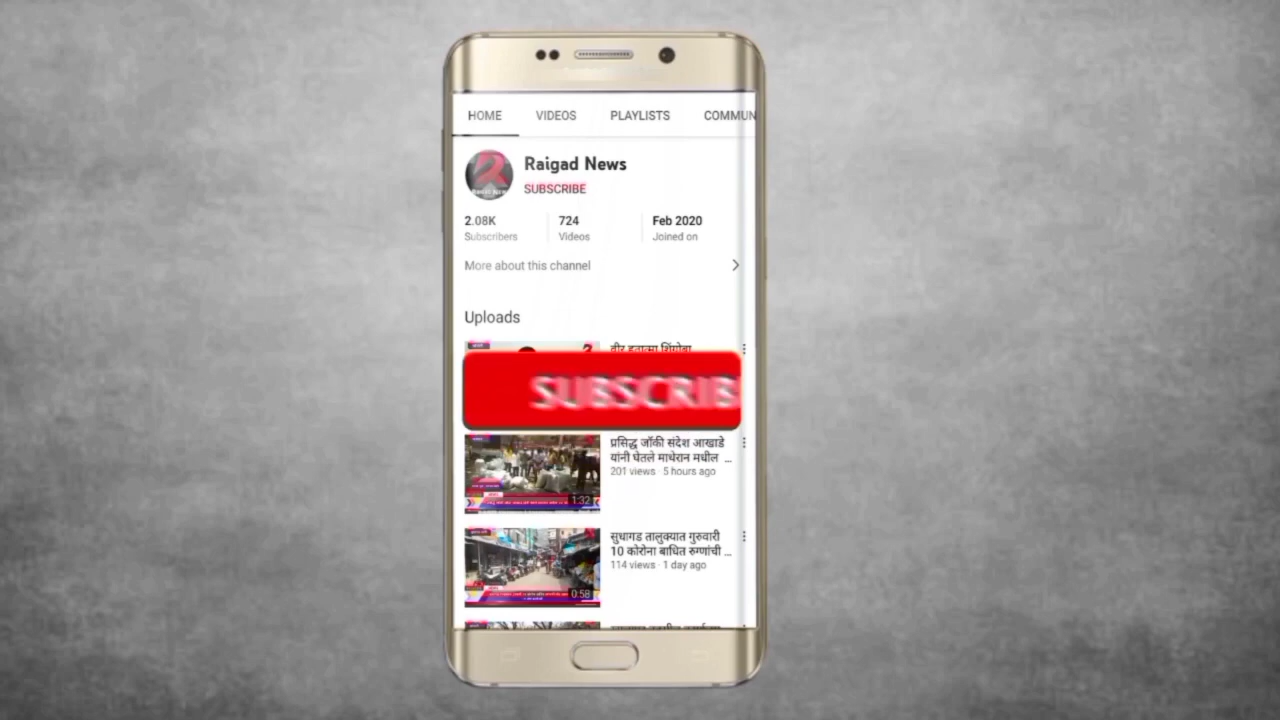 HOME VIDEOS PLAYLISTS COMMUN
Raigad News
SUBSCRIBE
2.08K 724 Feb 2020
Subscribers Videos Joined on
More about this channel
Uploads
वीर हुतात्मा शिंगोबा
SUBSCRIB
प्रसिद्ध जॉकी संदेश आखाडे
यांनी घेतले माथेरान मधील ...
201 views · 5 hours ago
1:32
सुधागड तालुक्यात गुरुवारी
10 कोरोना बाधित रुग्णांची ...
114 views · 1 day ago
0:58